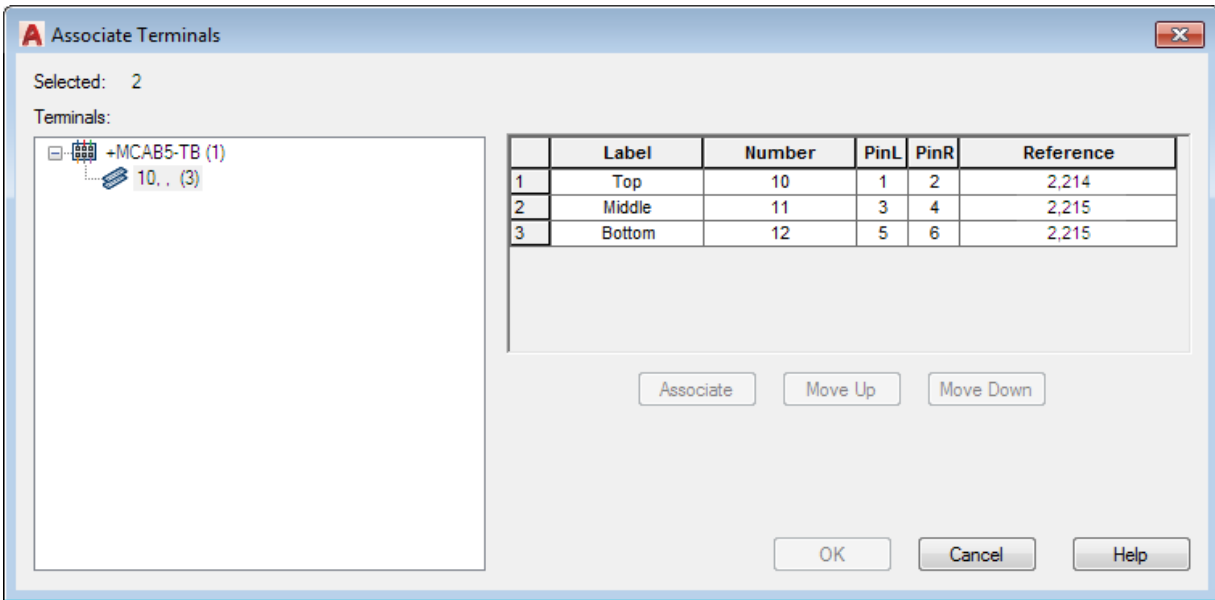 Associate Terminals
Selected: 2
Terminals:
+MCAB5-TB (1)
10, , (3)
Label Number PinL PinR Reference
1 Top 10 1 2 2,214
2 Middle 11 3 4 2,215
3 Bottom 12 5 6 2,215
Associate Move Up Move Down
OK Cancel Help